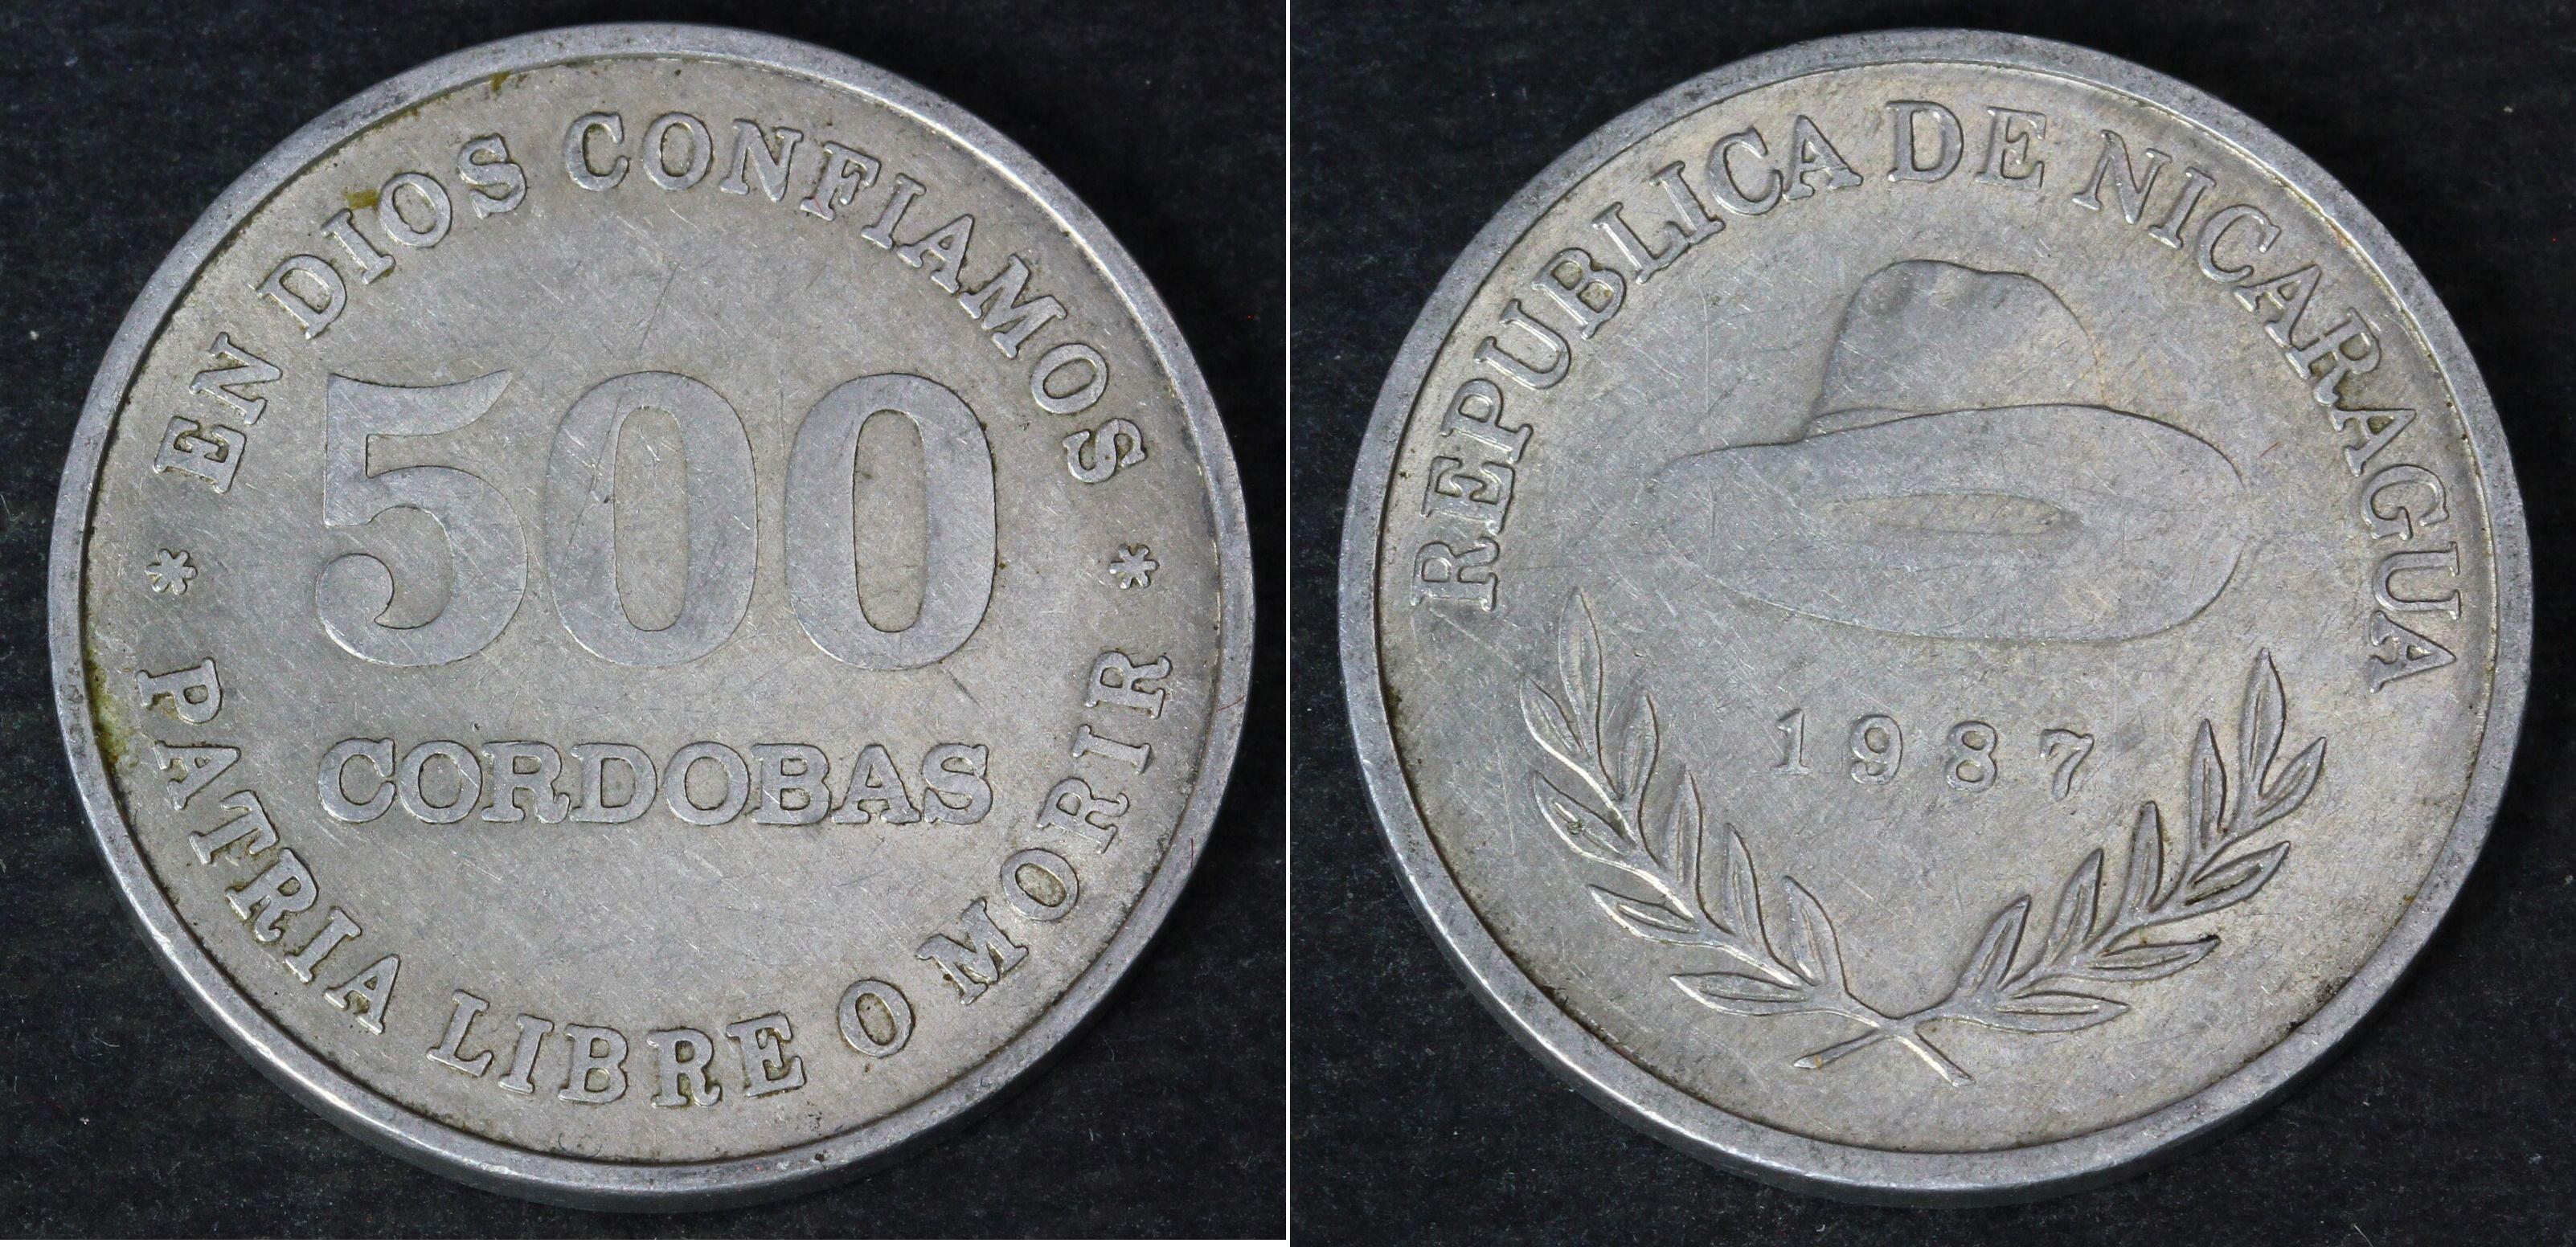 EN DIOS CONFIAMOS
500
CORDOBAS
* PATRIA LIBRE O MORIR *
REPUBLICA DE NICARAGUA
1987